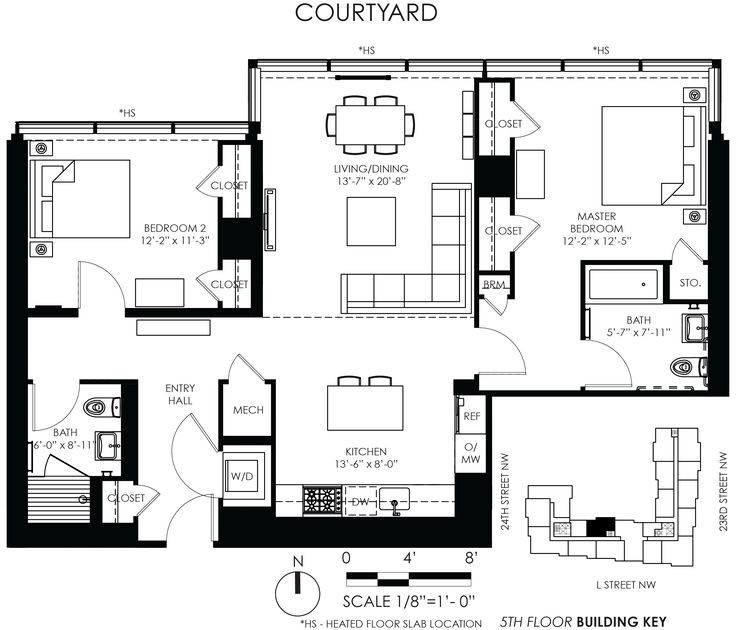 COURTYARD
*HS
*HS
*HS
CLOSET
LIVING/DINING
13'-7" x 20'-8"
CLOSET
BEDROOM 2
12'-2" x 11'-3"
MASTER
BEDROOM
12'-2" x 12'-5"
CLOSET
CLOSET
BRM
STO.
BATH
5'-7" x 7'-11"
ENTRY
HALL
MECH
REF
BATH
6'-0" x 8'-11"
KITCHEN
13'-6" x 8'-0"
O/
MW
W/D
CLOSET
DW
24TH STREET NW
23RD STREET NW
L STREET NW
N
0 4' 8'
SCALE 1/8"=1'- 0"
*HS - HEATED FLOOR SLAB LOCATION
5TH FLOOR BUILDING KEY